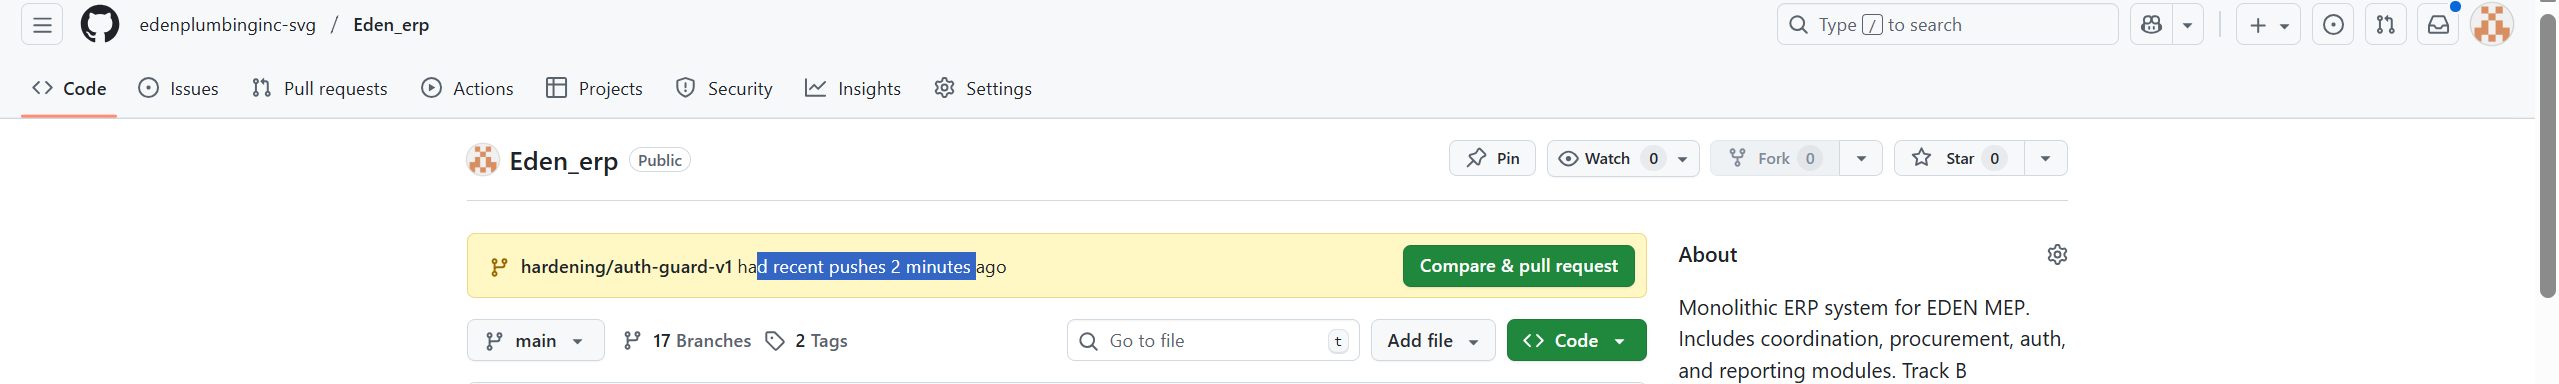 edenplumbinginc-svg / Eden_erp
Type / to search
Code Issues Pull requests Actions Projects Security Insights Settings
Eden_erp Public
Pin Watch 0 Fork 0 Star 0
hardening/auth-guard-v1 had recent pushes 2 minutes ago
Compare & pull request
main 17 Branches 2 Tags
Go to file t
Add file
Code
About
Monolithic ERP system for EDEN MEP.
Includes coordination, procurement, auth,
and reporting modules. Track B